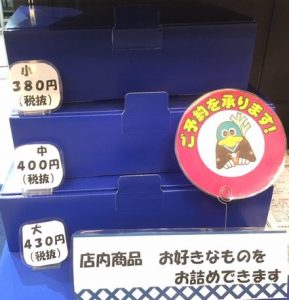 小
380円
(税抜)
ご予約を承ります!
中
400円
(税抜)
大
430円
(税抜)
店内商品　お好きなものを
お詰めできます